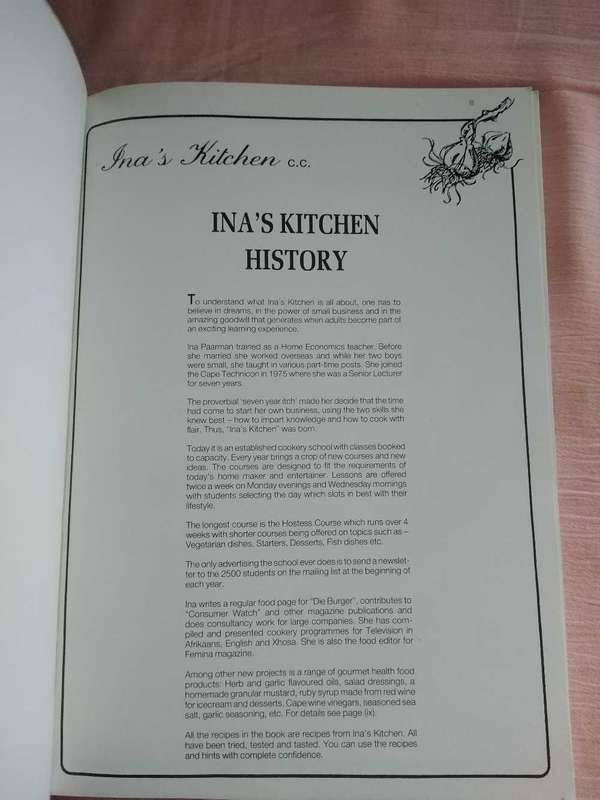 Ina's Kitchen c.c.
INA'S KITCHEN
HISTORY
To understand what Ina's Kitchen is all about, one has to
believe in dreams, in the power of small business and in the
amazing goodwill that generates when adults become part of
an exciting learning experience.
Ina Paarman trained as a Home Economics teacher. Before
she married she worked overseas and while her two boys
were small, she taught in various part-time posts. She joined
the Cape Technicon in 1975 where she was a Senior Lecturer
for seven years.
The proverbial 'seven year itch' made her decide that the time
had come to start her own business, using the two skills she
knew best – how to impart knowledge and how to cook with
flair. Thus, "Ina's Kitchen" was born.
Today it is an established cookery school with classes booked
to capacity. Every year brings a crop of new courses and new
ideas. The courses are designed to fit the requirements of
today's home maker and entertainer. Lessons are offered
twice a week on Monday evenings and Wednesday mornings
with students selecting the day which slots in best with their
lifestyle.
The longest course is the Hostess Course which runs over 4
weeks with shorter courses being offered on topics such as –
Vegetarian dishes, Starters, Desserts, Fish dishes etc.
The only advertising the school ever does is to send a newslet-
ter to the 2500 students on the mailing list at the beginning of
each year.
Ina writes a regular food page for "Die Burger", contributes to
"Consumer Watch" and other magazine publications and
does consultancy work for large companies. She has com-
piled and presented cookery programmes for Television in
Afrikaans, English and Xhosa. She is also the food editor for
Femina magazine.
Among other new projects is a range of gourmet health food
products: Herb and garlic flavoured oils, salad dressings, a
homemade granular mustard, ruby syrup made from red wine
for icecream and desserts, Cape wine vinegars, seasoned sea
salt, garlic seasoning, etc. For details see page (ix).
All the recipes in the book are recipes from Ina's Kitchen. All
have been tried, tested and tasted. You can use the recipes
and hints with complete confidence.